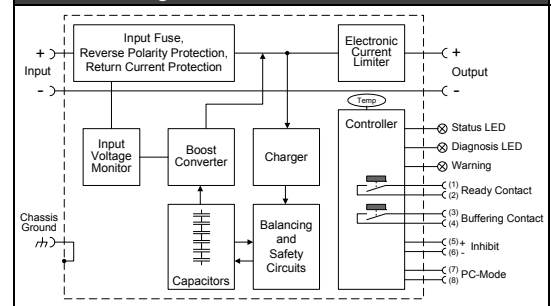 Input Fuse,
Reverse Polarity Protection,
Return Current Protection
Electronic
Current
Limiter
+
Input
-
+
Output
-
Temp
Controller
Input
Voltage
Monitor
Boost
Converter
Charger
Status LED
Diagnosis LED
Warning
(1)
Ready Contact
(2)
(3)
Buffering Contact
(4)
Chassis
Ground
Capacitors
Balancing
and
Safety
Circuits
(5) +
Inhibit
(6) -
(7)
PC-Mode
(8)